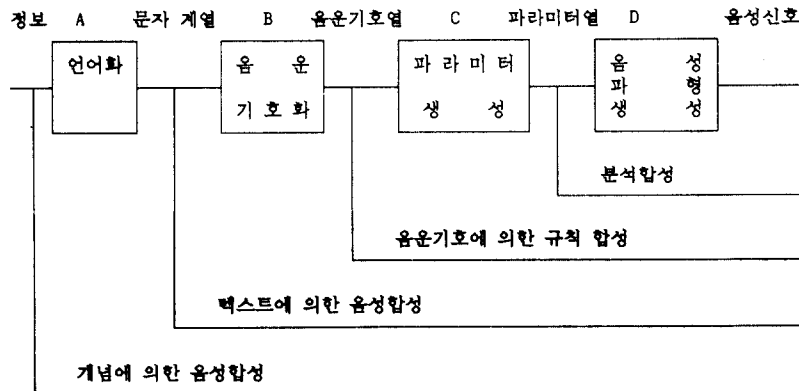 정보 A 문자 계열 B 음운기호열 C 파라미터열 D 음성신호
언어화
음 운
기 호 화
파 라 미 터
생 성
음 성
파 형
생 성
분석합성
음운기호에 의한 규칙 합성
텍스트에 의한 음성합성
개념에 의한 음성합성